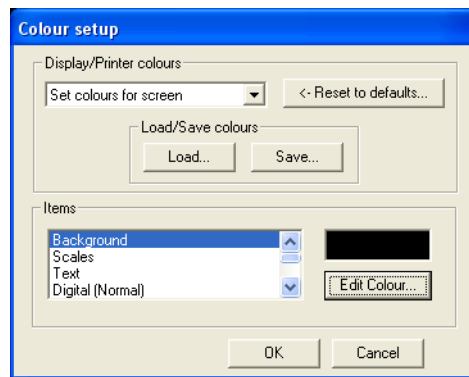 Colour setup
Display/Printer colours
Set colours for screen
<- Reset to defaults...
Load/Save colours
Load...
Save...
Items
Background
Scales
Text
Digital (Normal)
Edit Colour...
OK
Cancel